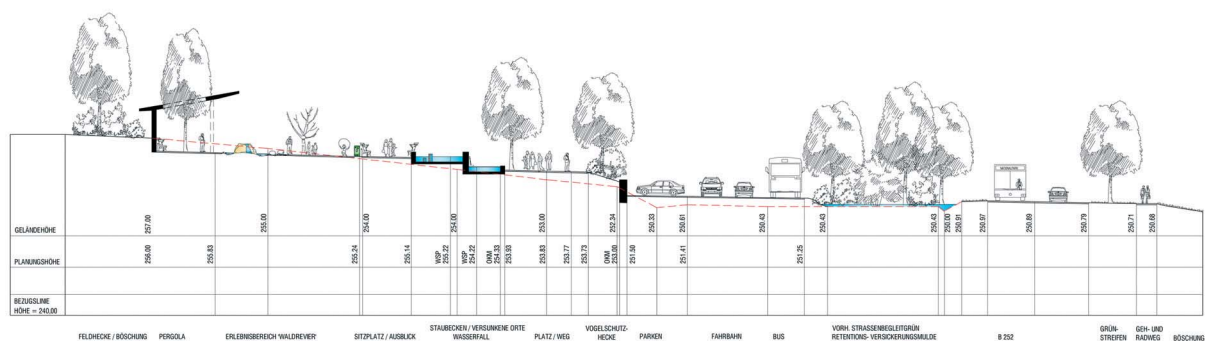 GELÄNDEHÖHE
257.00
255.00
254.00
254.00
253.00
252.34
250.33
250.61
250.43
250.43
250.43
250.00
250.91
250.97
250.89
250.79
250.71
250.68
PLANUNGSHÖHE
256.00
255.83
255.24
255.14
WSP
255.22
WSP
254.22
OKM
254.33
253.93
253.83
253.77
253.73
OKM
253.00
251.50
251.41
251.25
BEZUGSLINIE
HÖHE = 240,00
FELDHECKE / BÖSCHUNG
PERGOLA
ERLEBNISBEREICH 'WALDREVIER'
SITZPLATZ / AUSBLICK
STAUBECKEN / VERSUNKENE ORTE
WASSERFALL
PLATZ / WEG
VOGELSCHUTZ-
HECKE
PARKEN
FAHRBAHN
BUS
VORH. STRASSENBEGLEITGRÜN
RETENTIONS- VERSICKERUNGSMULDE
B 252
GRÜN-
STREIFEN
GEH- UND
RADWEG
BÖSCHUNG